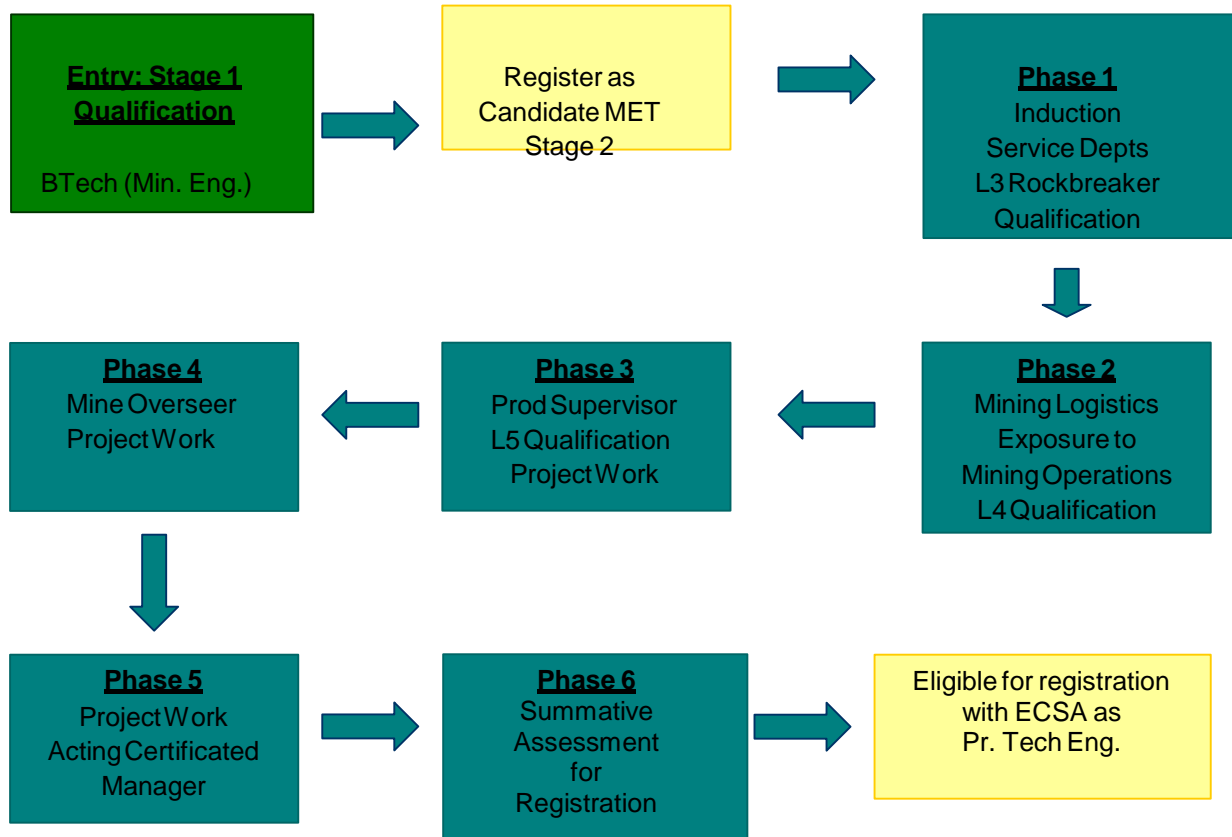 Entry: Stage 1
Qualification
BTech (Min. Eng.)
Register as
Candidate MET
Stage 2
Phase 1
Induction
Service Depts
L3 Rockbreaker
Qualification
Phase 2
Mining Logistics
Exposure to
Mining Operations
L4 Qualification
Phase 3
Prod Supervisor
L5 Qualification
Project Work
Phase 4
Mine Overseer
Project Work
Phase 5
Project Work
Acting Certificated
Manager
Phase 6
Summative
Assessment
for
Registration
Eligible for registration
with ECSA as
Pr. Tech Eng.